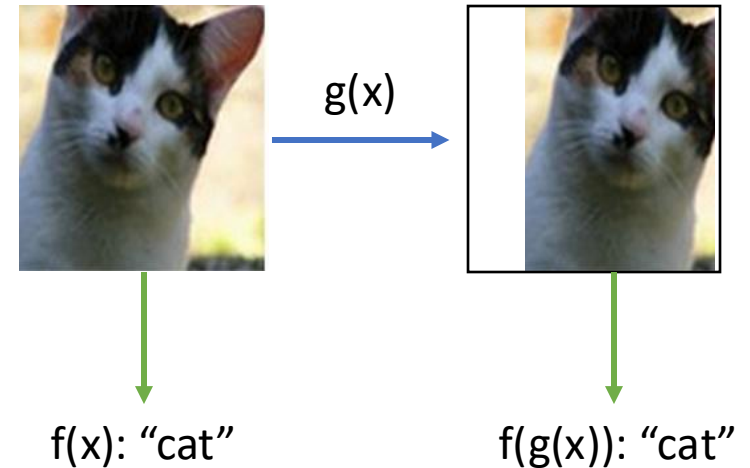 g(x)
f(x): “cat”
f(g(x)): “cat”